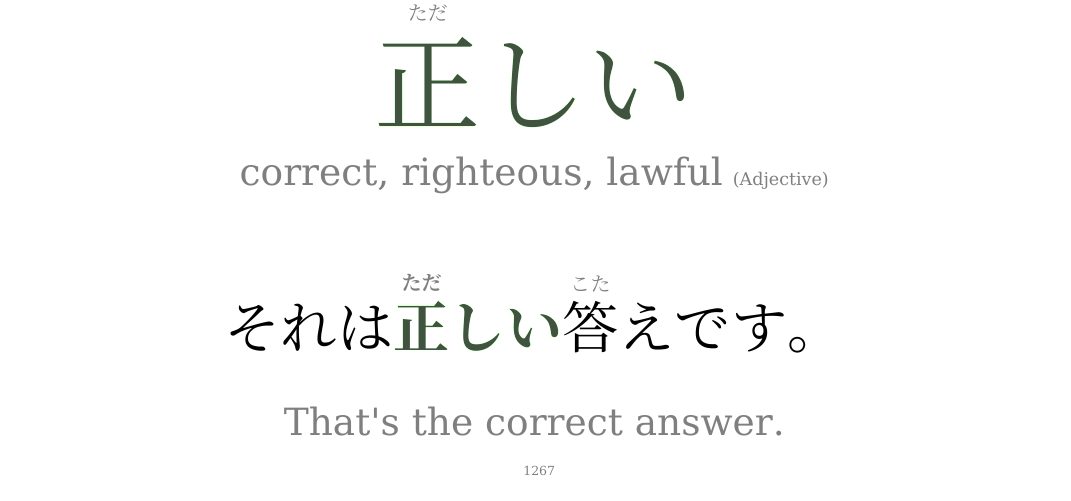 ただ
正しい
correct, righteous, lawful (Adjective)
ただ こた
それは正しい答えです。
That's the correct answer.
1267